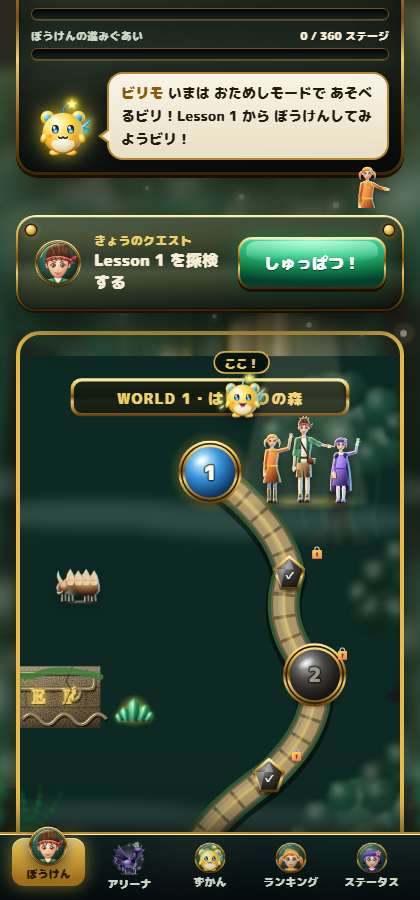 ぼうけんの進みぐあい 0 / 360 ステージ
ビリモ いまは おためしモードで あそべ
るビリ！Lesson 1 から ぼうけんしてみ
ようビリ！
きょうのクエスト
Lesson 1 を探検
する
しゅっぱつ！
ここ！
WORLD 1・は の森
1
2
E
ぼうけん アリーナ ずかん ランキング ステータス